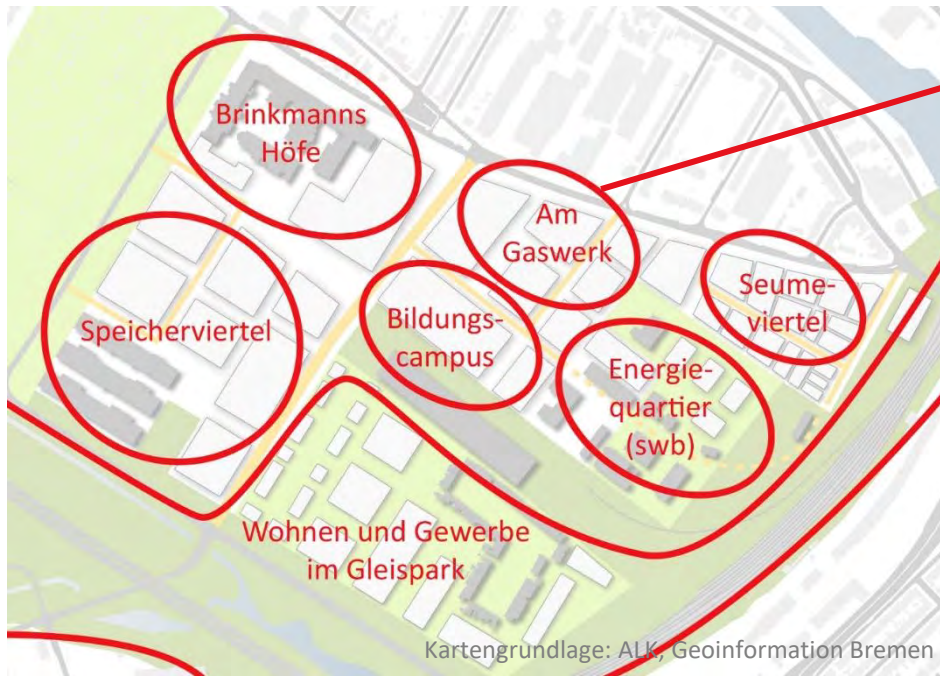 Brinkmanns
Höfe
Am
Gaswerk
Seume-
viertel
Speicherviertel
Bildungs-
campus
Energie-
quartier
(swb)
Wohnen und Gewerbe
im Gleispark
Kartengrundlage: ALK, Geoinformation Bremen